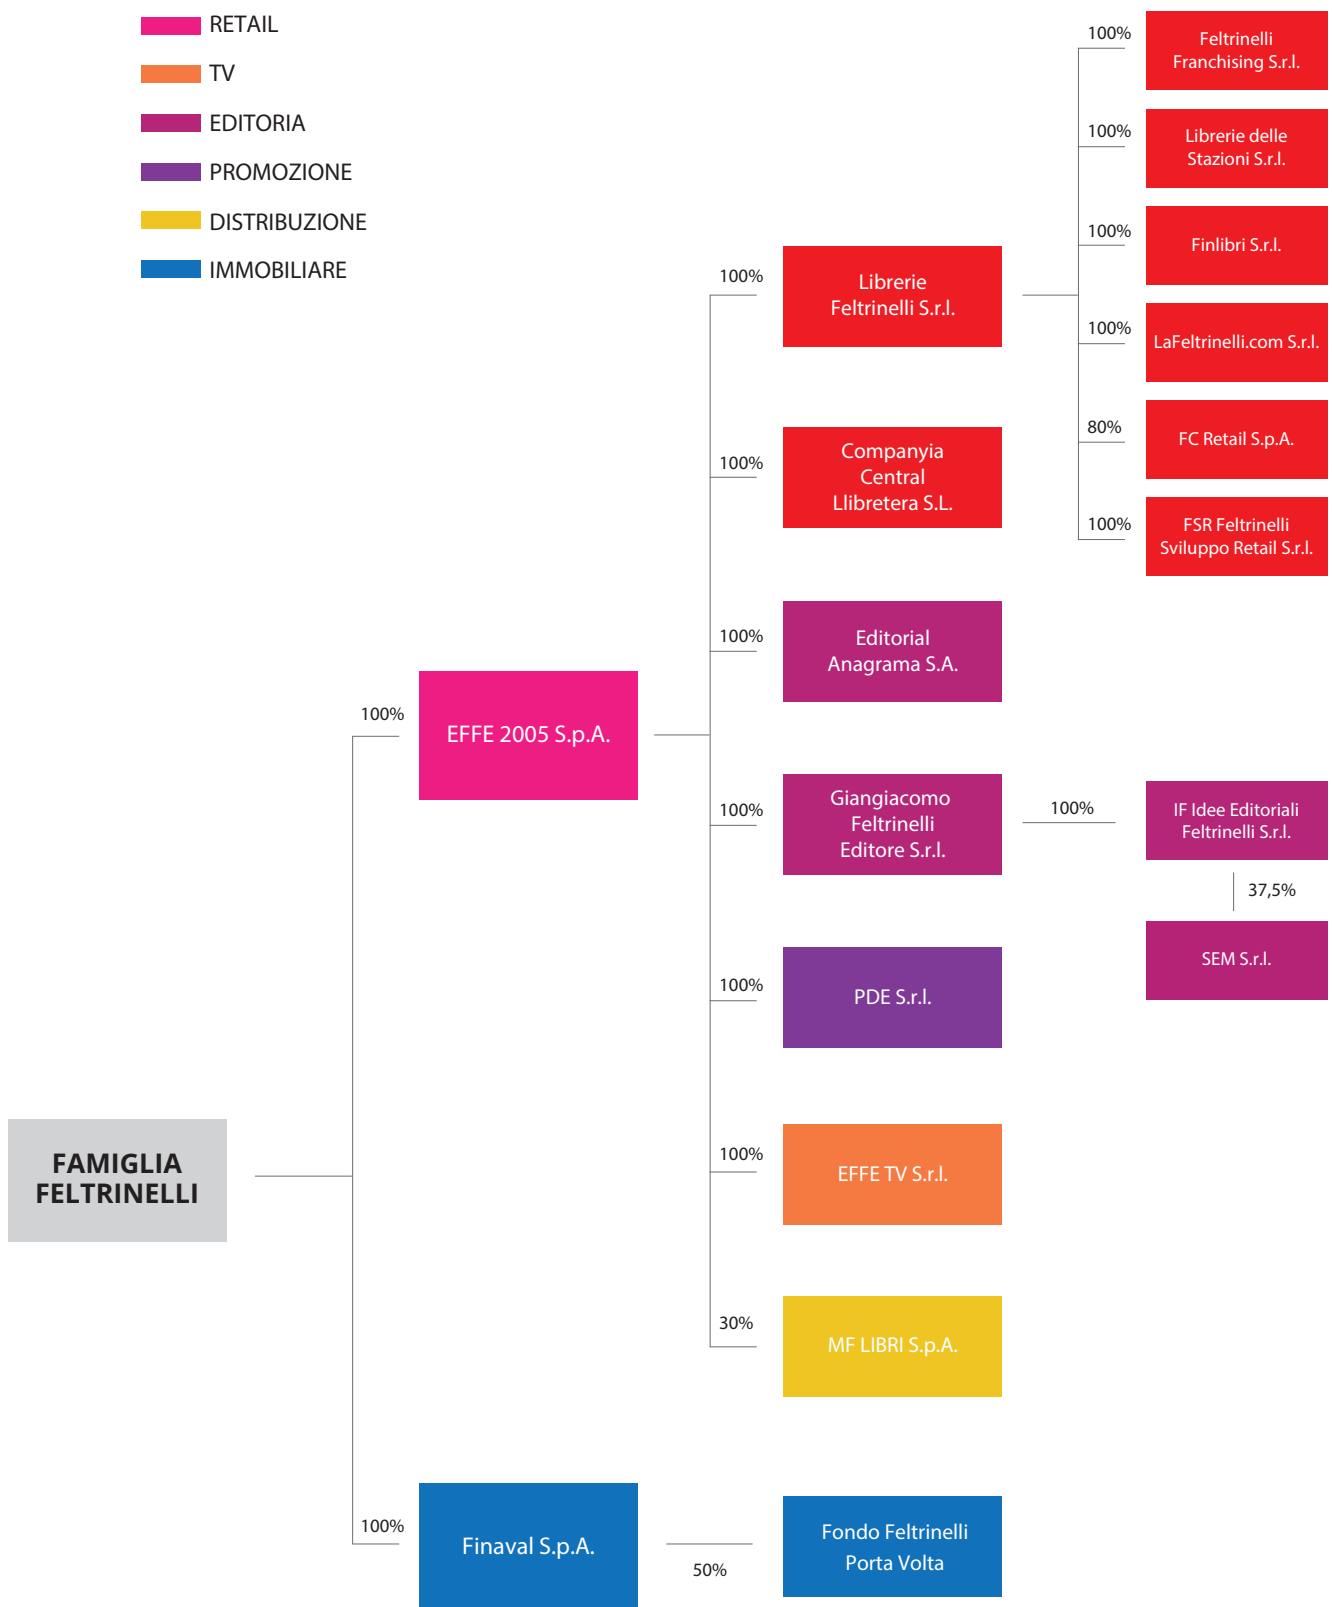 RETAIL
TV
EDITORIA
PROMOZIONE
DISTRIBUZIONE
IMMOBILIARE
FAMIGLIA
FELTRINELLI
100%
EFFE 2005 S.p.A.
100%
Librerie
Feltrinelli S.r.l.
100%
Feltrinelli
Franchising S.r.l.
100%
Librerie delle
Stazioni S.r.l.
100%
Finlibri S.r.l.
100%
LaFeltrinelli.com S.r.l.
80%
FC Retail S.p.A.
100%
FSR Feltrinelli
Sviluppo Retail S.r.l.
100%
Companyia
Central
Llibretera S.L.
100%
Editorial
Anagrama S.A.
100%
Giangiacomo
Feltrinelli
Editore S.r.l.
100%
IF Idee Editoriali
Feltrinelli S.r.l.
37,5%
SEM S.r.l.
100%
PDE S.r.l.
100%
EFFE TV S.r.l.
30%
MF LIBRI S.p.A.
100%
Finaval S.p.A.
50%
Fondo Feltrinelli
Porta Volta